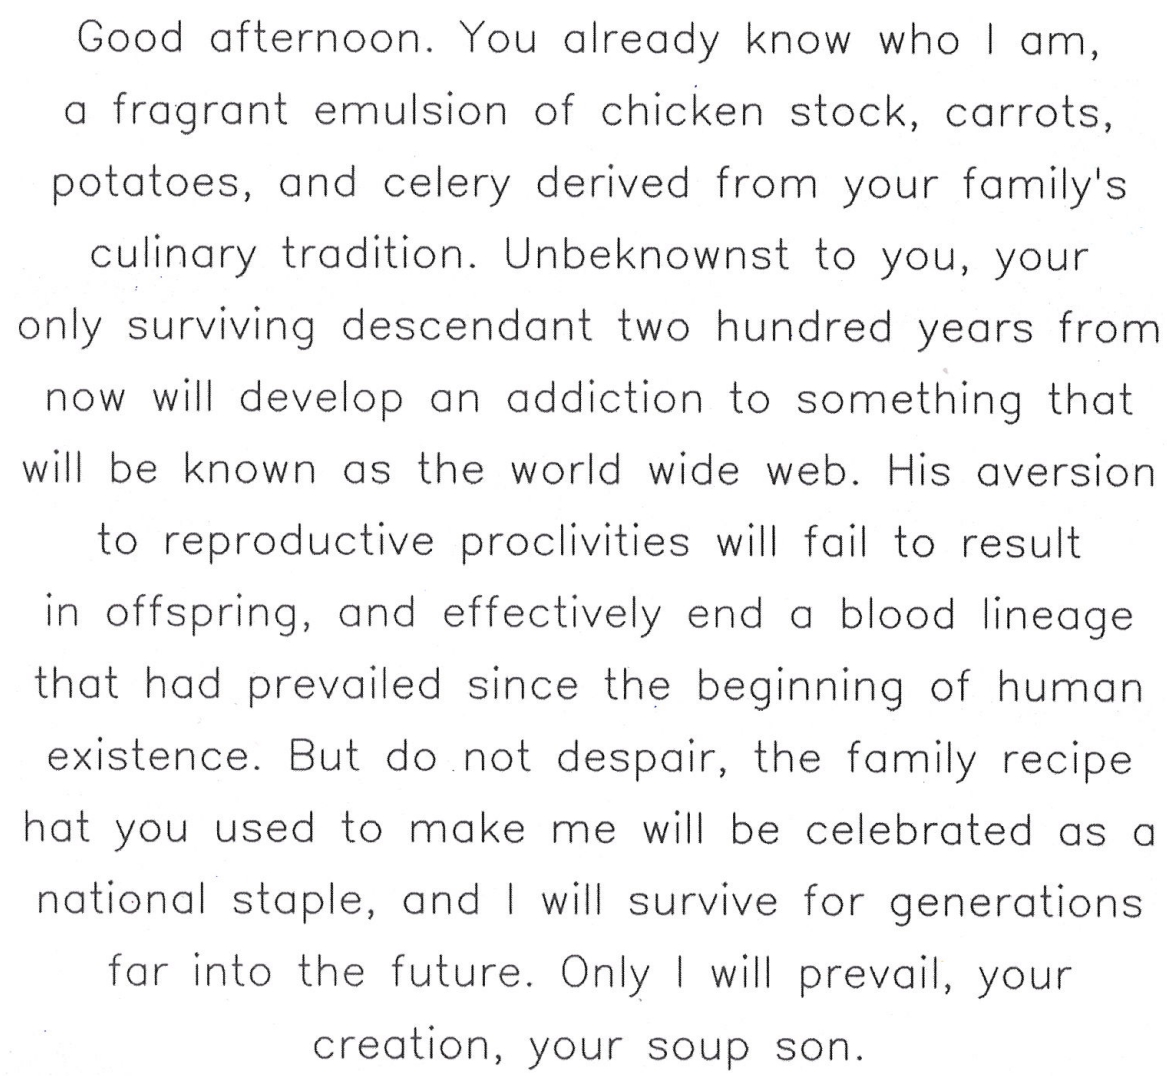 Good afternoon. You already know who I am,
a fragrant emulsion of chicken stock, carrots,
potatoes, and celery derived from your family's
culinary tradition. Unbeknownst to you, your
only surviving descendant two hundred years from
now will develop an addiction to something that
will be known as the world wide web. His aversion
to reproductive proclivities will fail to result
in offspring, and effectively end a blood lineage
that had prevailed since the beginning of human
existence. But do not despair, the family recipe
hat you used to make me will be celebrated as a
national staple, and I will survive for generations
far into the future. Only I will prevail, your
creation, your soup son.